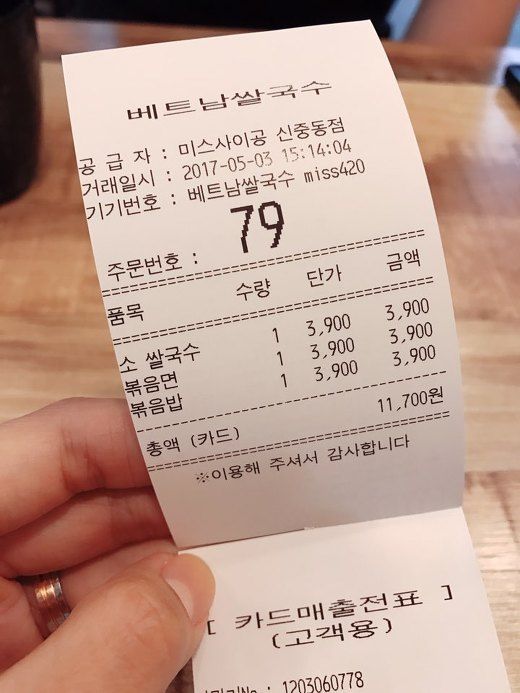 베트남쌀국수
공 급 자 : 미스사이공 신중동점
거래일시 : 2017-05-03 15:14:04
기기번호 : 베트남쌀국수 miss420
주문번호 : 79
품목 수량 단가 금액
소 쌀국수 1 3,900 3,900
볶음면 1 3,900 3,900
볶음밥 1 3,900 3,900
총액 (카드) 11,700원
※이용해 주셔서 감사합니다
[ 카드매출전표 ]
(고객용)
: 1203060778